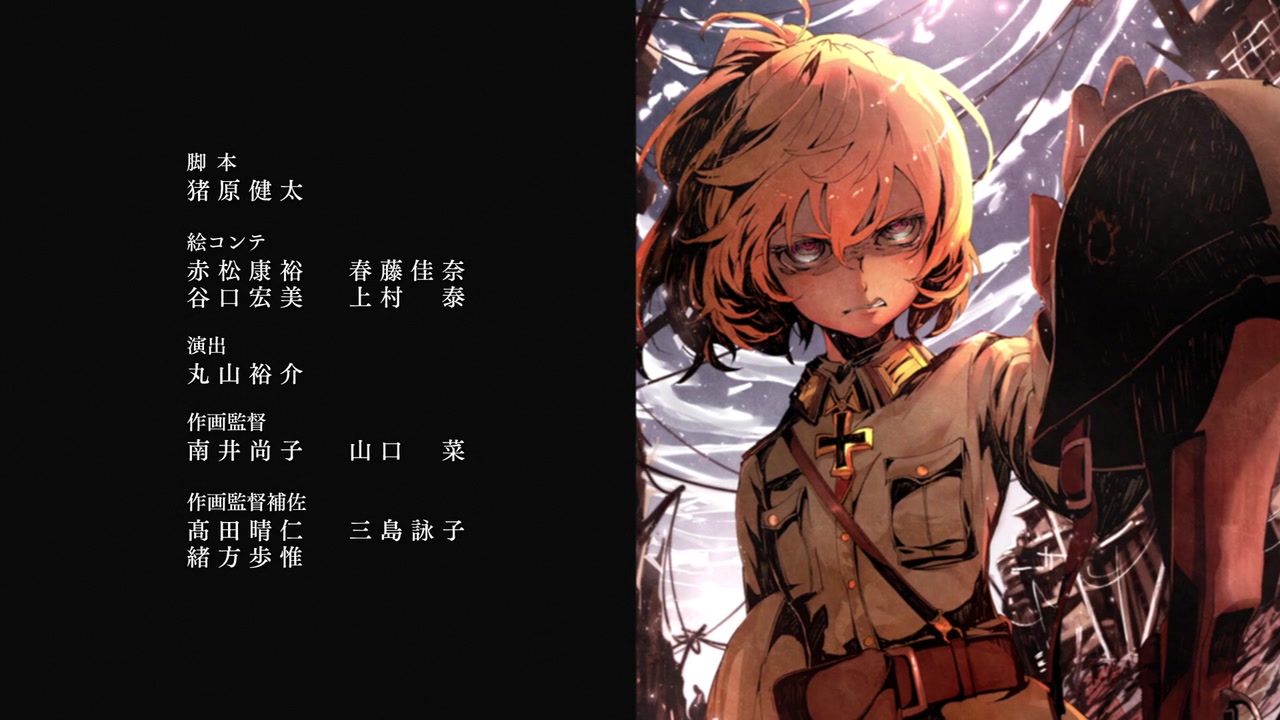 脚本
猪原健太
絵コンテ
赤松康裕 春藤佳奈
谷口宏美 上村 泰
演出
丸山裕介
作画監督
南井尚子 山口 菜
作画監督補佐
髙田晴仁 三島詠子
緒方歩惟